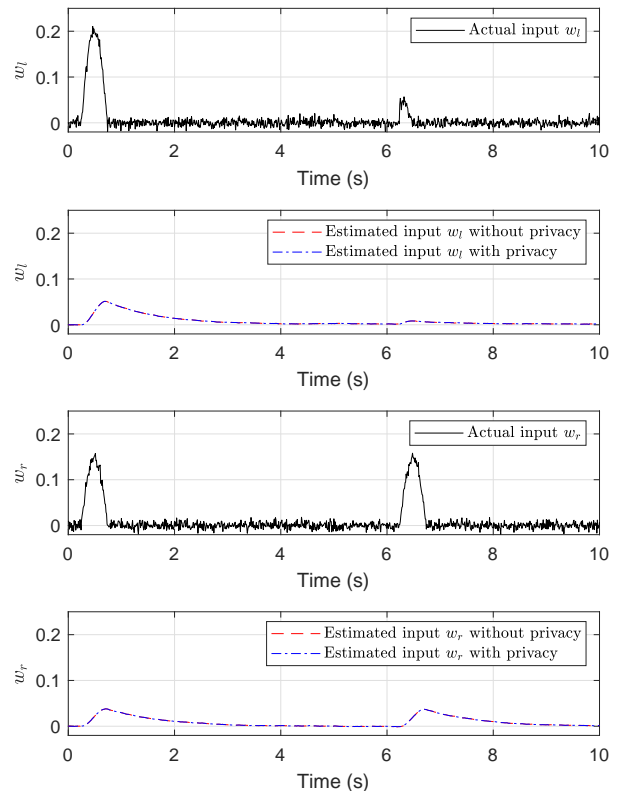 0.2
0.1
0
w_l
Actual input w_l
0 2 4 6 8 10
Time (s)
0.2
0.1
0
w_l
Estimated input w_l without privacy
Estimated input w_l with privacy
0 2 4 6 8 10
Time (s)
0.2
0.1
0
w_r
Actual input w_r
0 2 4 6 8 10
Time (s)
0.2
0.1
0
w_r
Estimated input w_r without privacy
Estimated input w_r with privacy
0 2 4 6 8 10
Time (s)